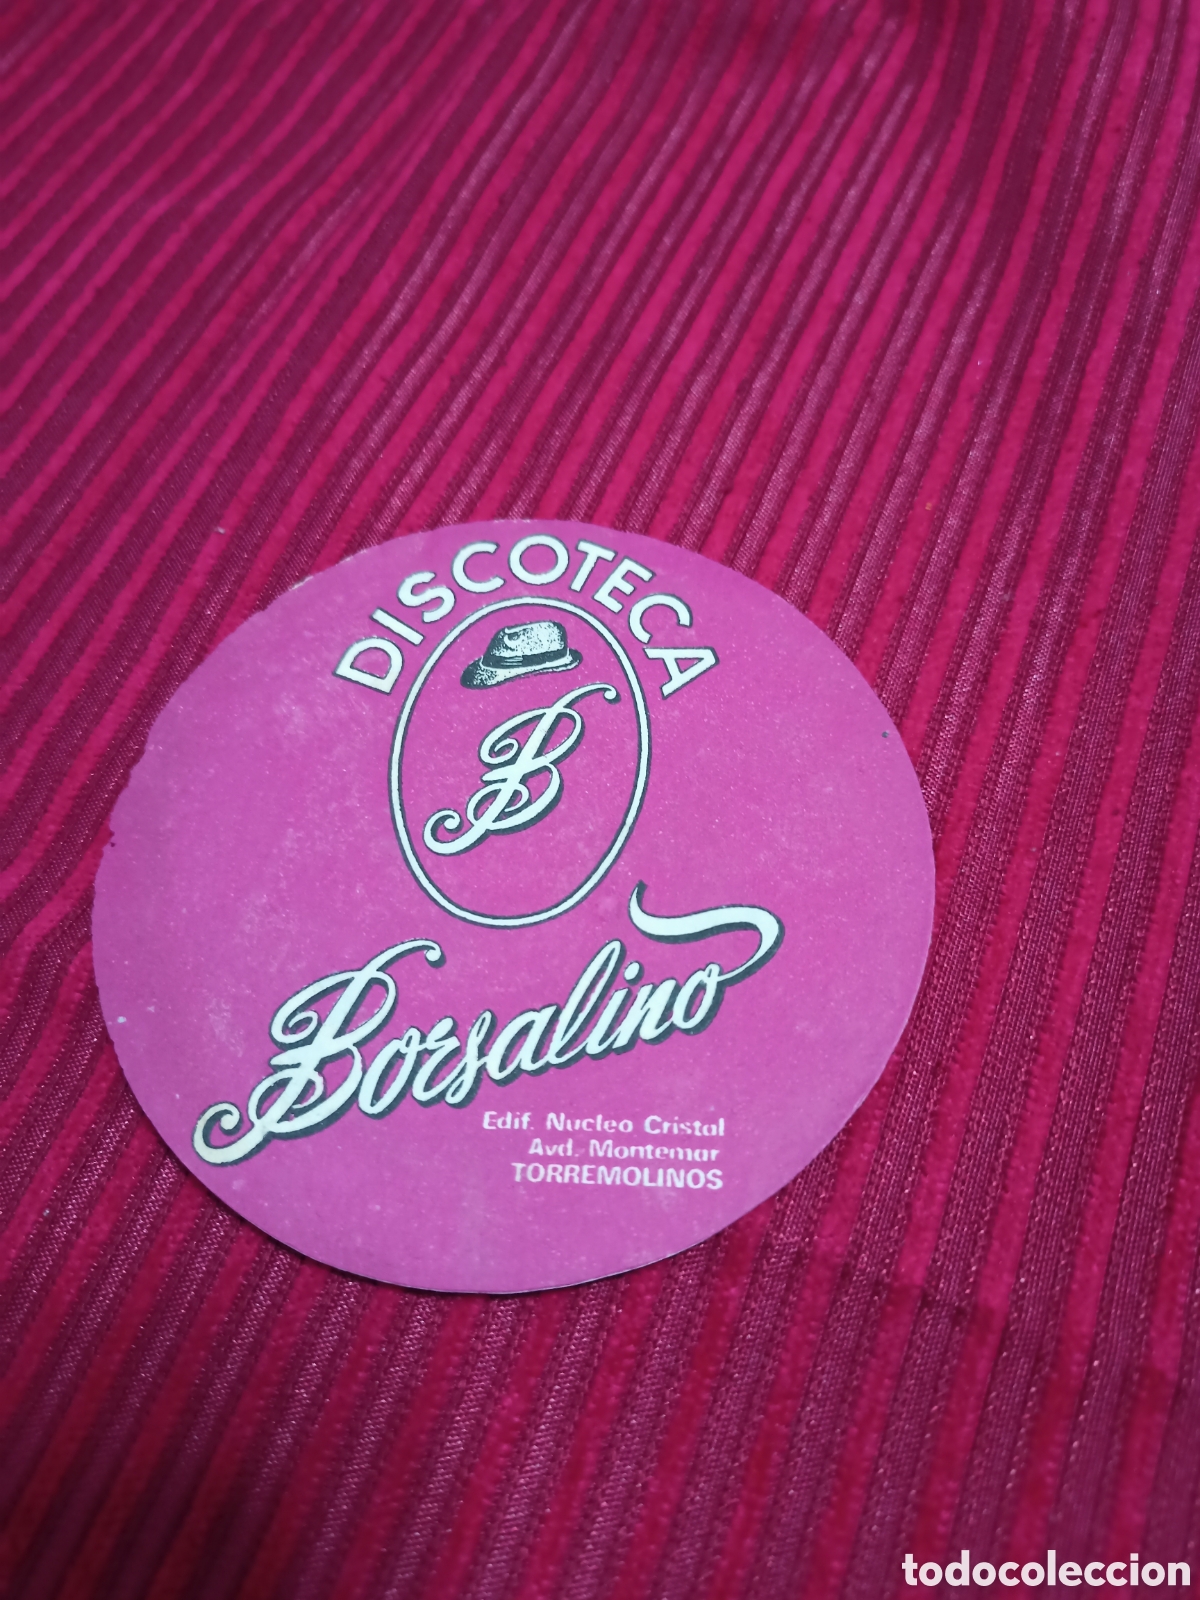 DISCOTECA
B
Borsalino
Edif. Nucleo Cristal
Avd. Montemar
TORREMOLINOS
todocoleccion